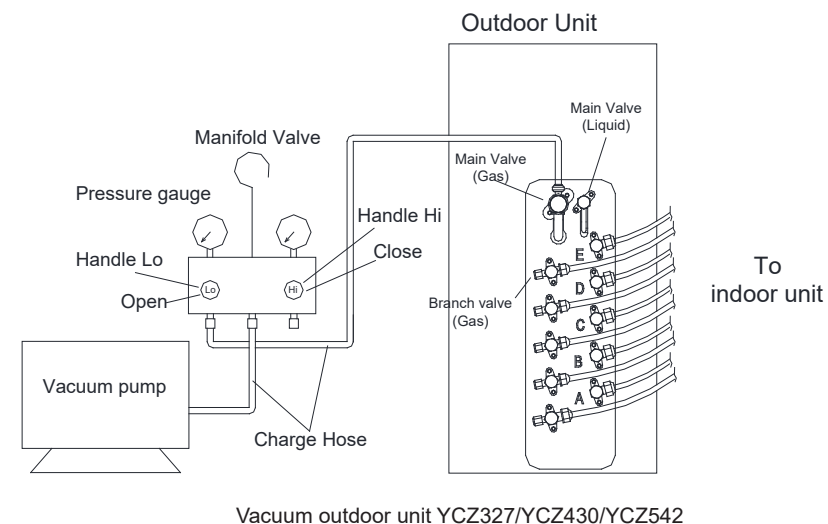 Outdoor Unit
Main Valve
(Liquid)
Manifold Valve
Main Valve
(Gas)
Pressure gauge
Handle Hi
Close
Handle Lo
Open
Lo
Hi
E
D
C
B
A
Branch valve
(Gas)
To
indoor unit
Vacuum pump
Charge Hose
Vacuum outdoor unit YCZ327/YCZ430/YCZ542